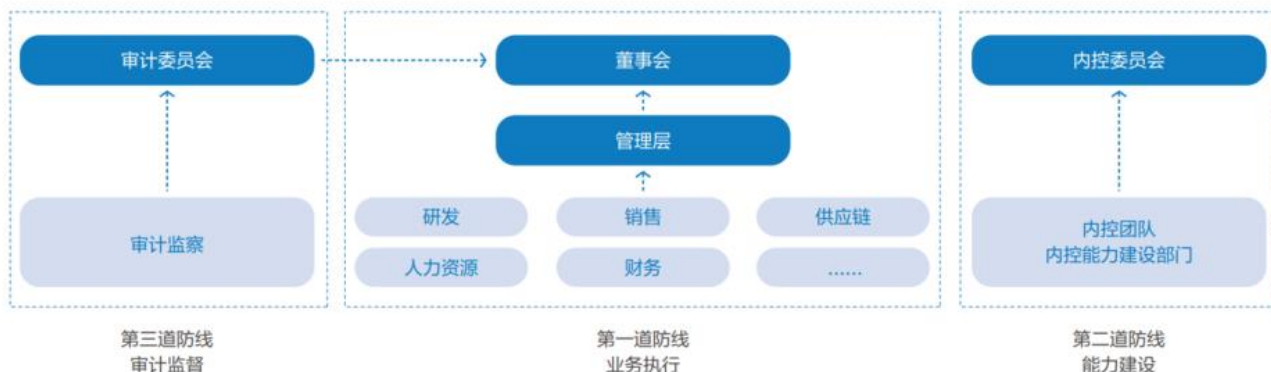 审计委员会
董事会
内控委员会
管理层
审计监察
研发
销售
供应链
人力资源
财务
......
内控团队
内控能力建设部门
第三道防线
审计监督
第一道防线
业务执行
第二道防线
能力建设